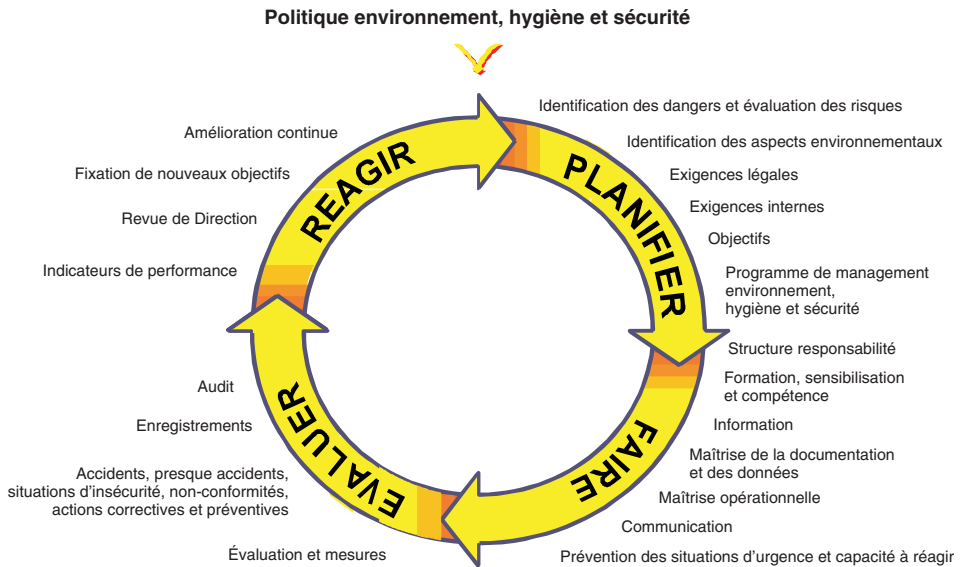 Politique environnement, hygiène et sécurité
Identification des dangers et évaluation des risques
Identification des aspects environnementaux
Exigences légales
Exigences internes
Objectifs
Programme de management
environnement,
hygiène et sécurité
PLANIFIER
Structure responsabilité
Formation, sensibilisation
et compétence
Information
Maîtrise de la documentation
et des données
Maîtrise opérationnelle
Communication
Prévention des situations d’urgence et capacité à réagir
FAIRE
Évaluation et mesures
Accidents, presque accidents,
situations d’insécurité, non-conformités,
actions correctives et préventives
Enregistrements
Audit
EVALUER
Indicateurs de performance
Revue de Direction
Fixation de nouveaux objectifs
Amélioration continue
REAGIR